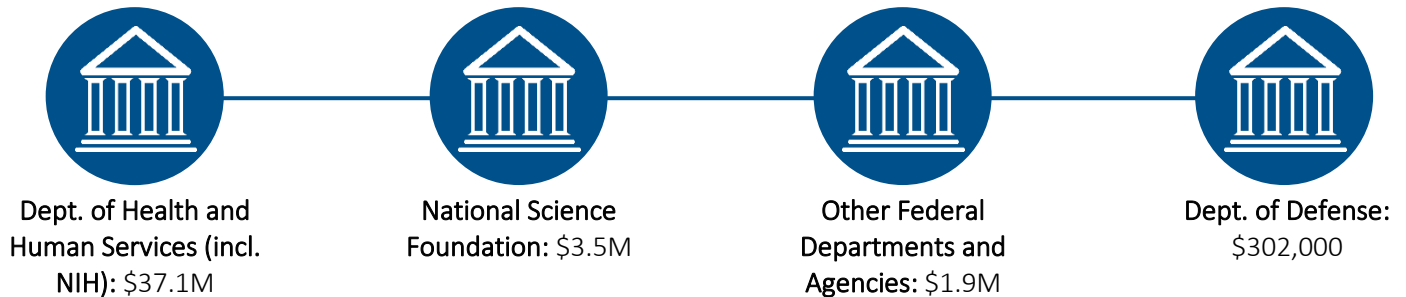 Dept. of Health and
Human Services (incl.
NIH): $37.1M
National Science
Foundation: $3.5M
Other Federal
Departments and
Agencies: $1.9M
Dept. of Defense:
$302,000